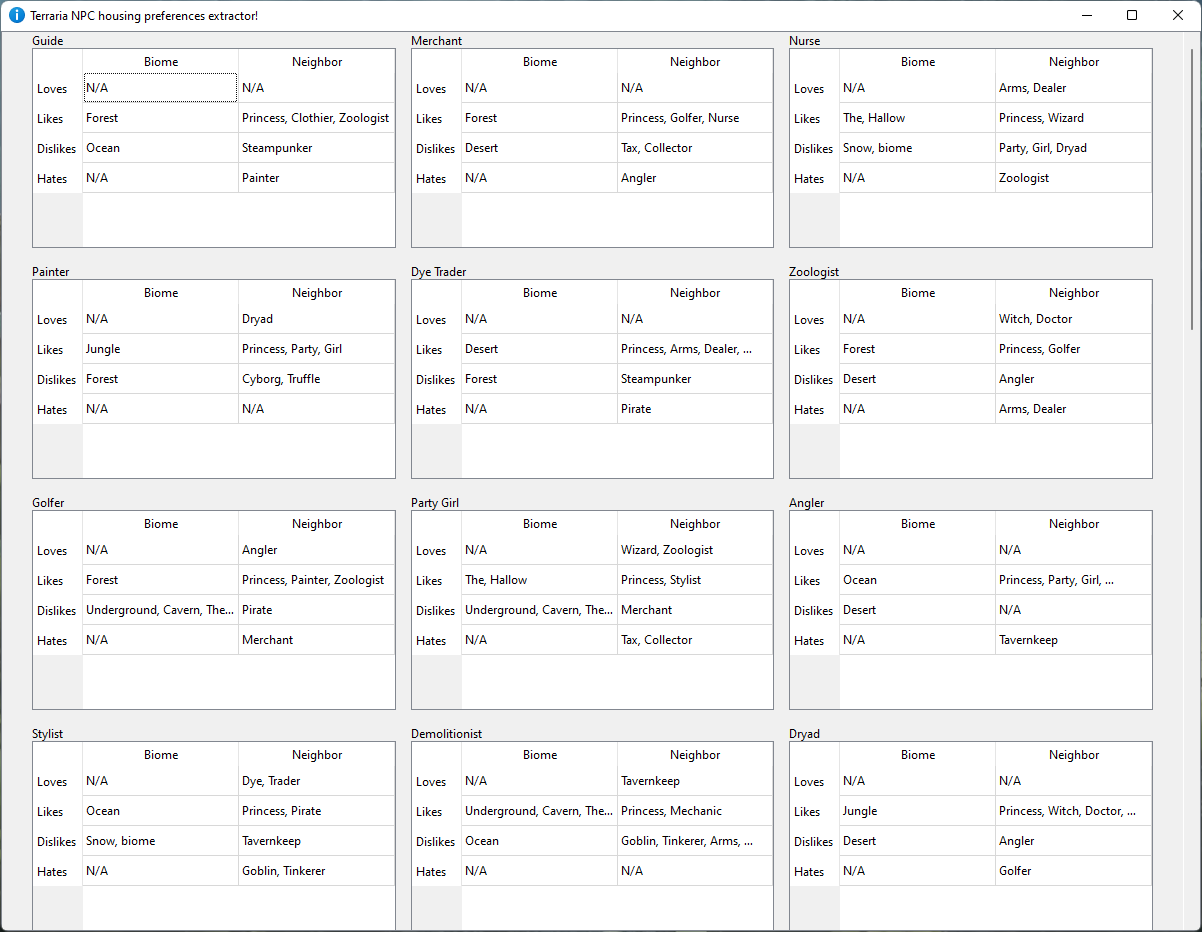 Terraria NPC housing preferences extractor!
Guide
Biome Neighbor
Loves N/A N/A
Likes Forest Princess, Clothier, Zoologist
Dislikes Ocean Steampunker
Hates N/A Painter
Merchant
Biome Neighbor
Loves N/A N/A
Likes Forest Princess, Golfer, Nurse
Dislikes Desert Tax, Collector
Hates N/A Angler
Nurse
Biome Neighbor
Loves N/A Arms, Dealer
Likes The, Hallow Princess, Wizard
Dislikes Snow, biome Party, Girl, Dryad
Hates N/A Zoologist
Painter
Biome Neighbor
Loves N/A Dryad
Likes Jungle Princess, Party, Girl
Dislikes Forest Cyborg, Truffle
Hates N/A N/A
Dye Trader
Biome Neighbor
Loves N/A N/A
Likes Desert Princess, Arms, Dealer, ...
Dislikes Forest Steampunker
Hates N/A Pirate
Zoologist
Biome Neighbor
Loves N/A Witch, Doctor
Likes Forest Princess, Golfer
Dislikes Desert Angler
Hates N/A Arms, Dealer
Golfer
Biome Neighbor
Loves N/A Angler
Likes Forest Princess, Painter, Zoologist
Dislikes Underground, Cavern, The... Pirate
Hates N/A Merchant
Party Girl
Biome Neighbor
Loves N/A Wizard, Zoologist
Likes The, Hallow Princess, Stylist
Dislikes Underground, Cavern, The... Merchant
Hates N/A Tax, Collector
Angler
Biome Neighbor
Loves N/A N/A
Likes Ocean Princess, Party, Girl, ...
Dislikes Desert N/A
Hates N/A Tavernkeep
Stylist
Biome Neighbor
Loves N/A Dye, Trader
Likes Ocean Princess, Pirate
Dislikes Snow, biome Tavernkeep
Hates N/A Goblin, Tinkerer
Demolitionist
Biome Neighbor
Loves N/A Tavernkeep
Likes Underground, Cavern, The... Princess, Mechanic
Dislikes Ocean Goblin, Tinkerer, Arms, ...
Hates N/A N/A
Dryad
Biome Neighbor
Loves N/A N/A
Likes Jungle Princess, Witch, Doctor, ...
Dislikes Desert Angler
Hates N/A Golfer